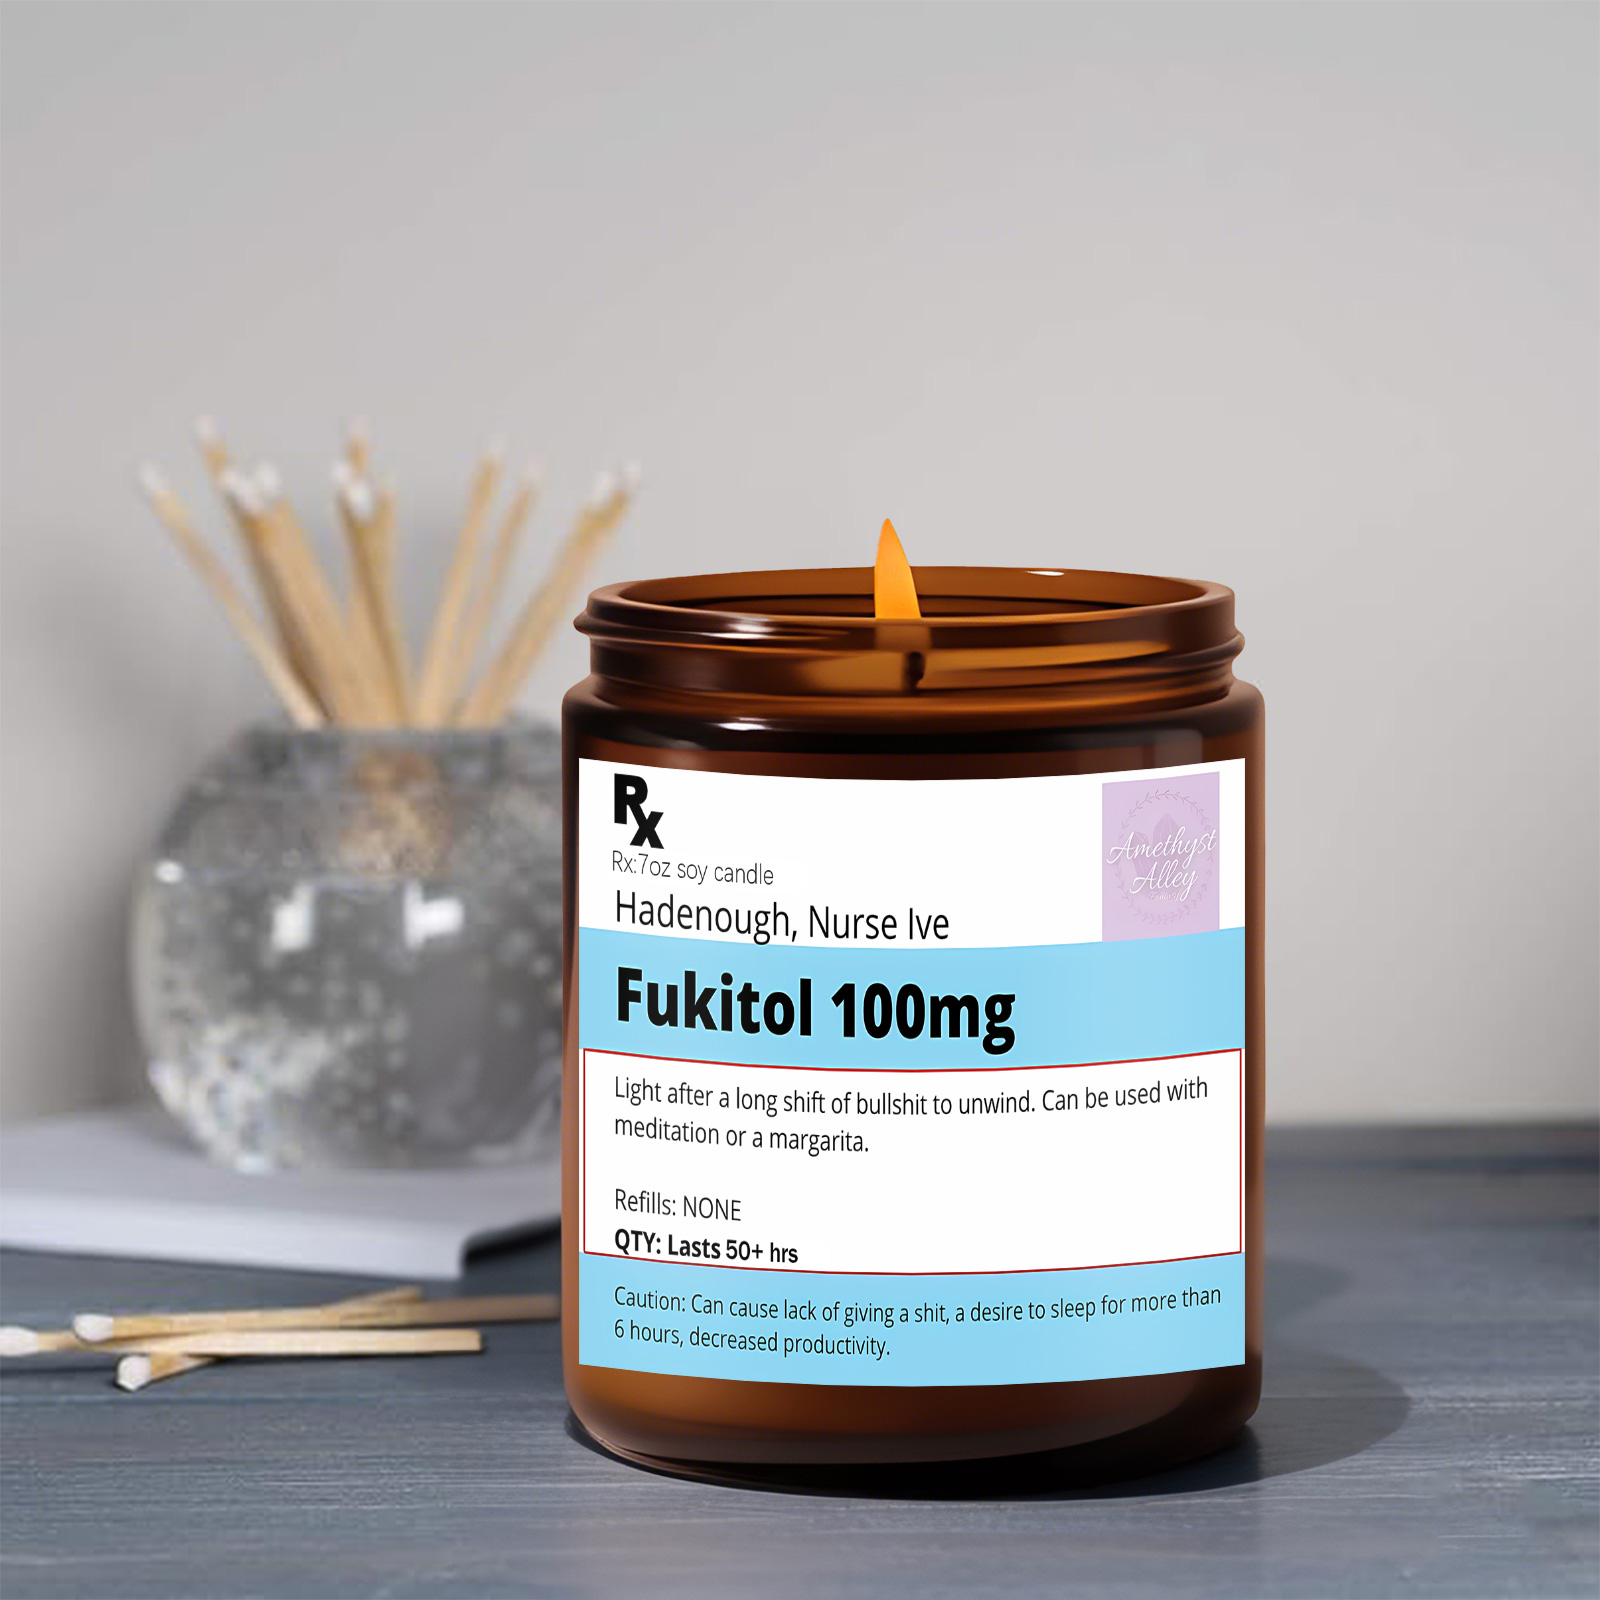 Rx
Rx:7oz soy candle
Amethyst
Alley
Hadenough, Nurse Ive
Fukitol 100mg
Light after a long shift of bullshit to unwind. Can be used with
meditation or a margarita.
Refills: NONE
QTY: Lasts 50+ hrs
Caution: Can cause lack of giving a shit, a desire to sleep for more than
6 hours, decreased productivity.